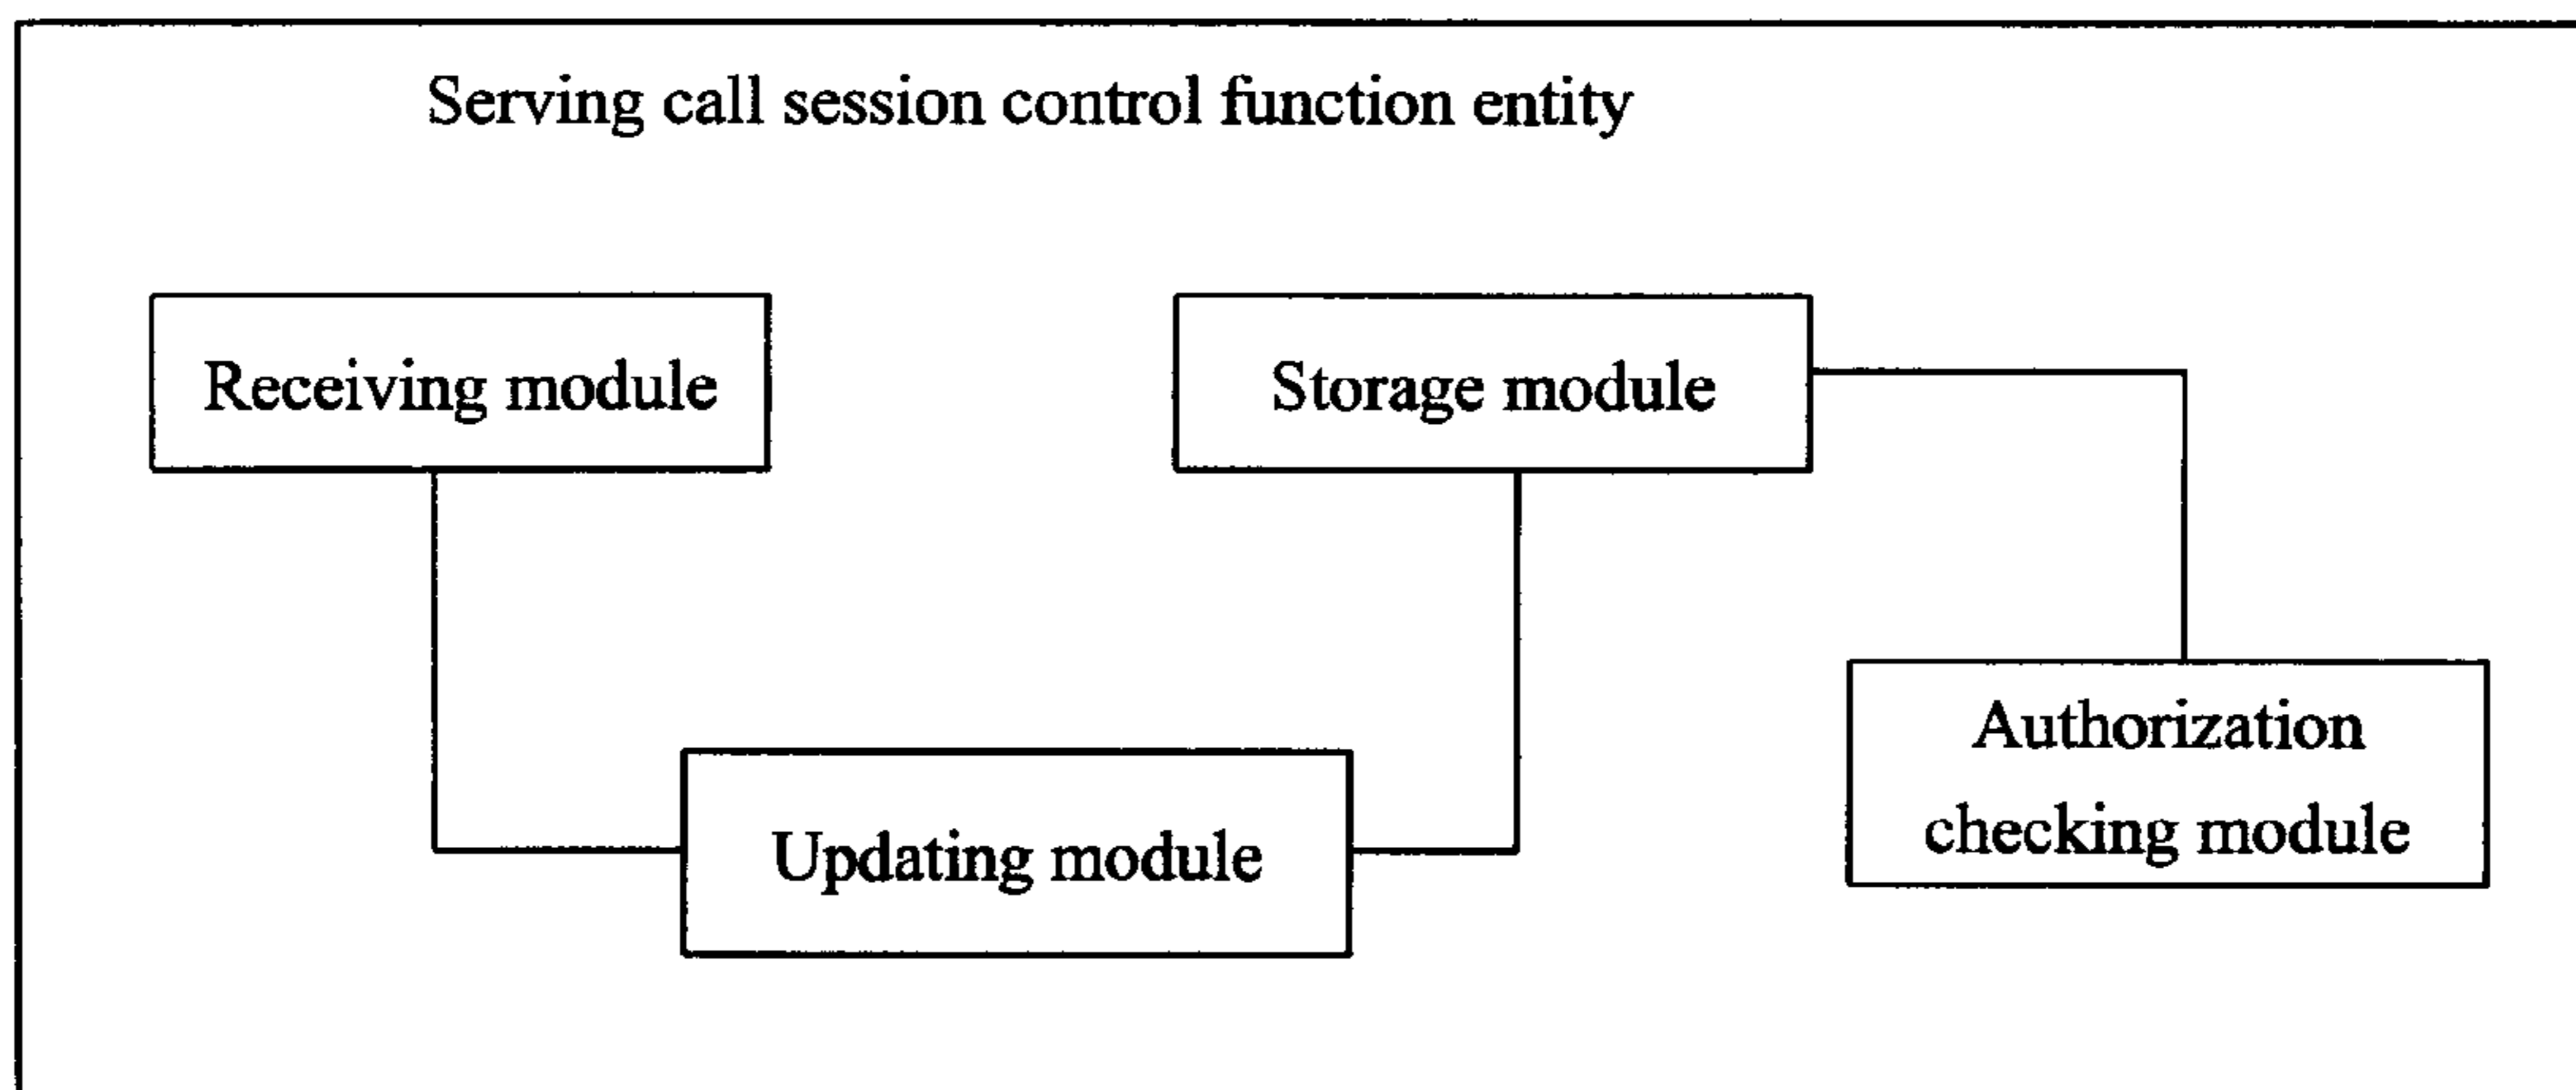 Serving call session control function entity
Receiving module
Storage module
Authorization
checking module
Updating module